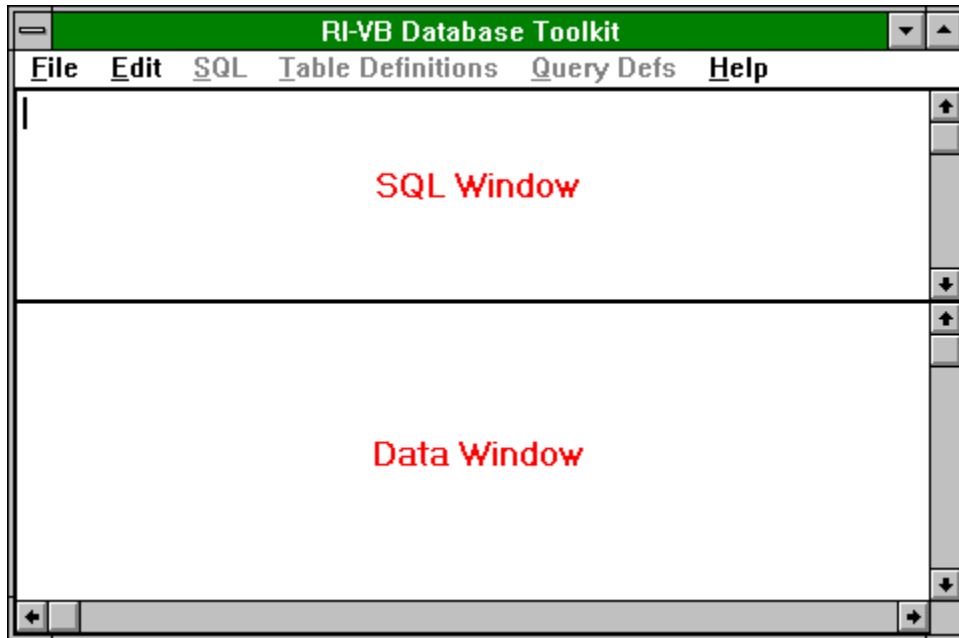 RI-VB Database Toolkit
File Edit SQL Table Definitions Query Defs Help
SQL Window
Data Window